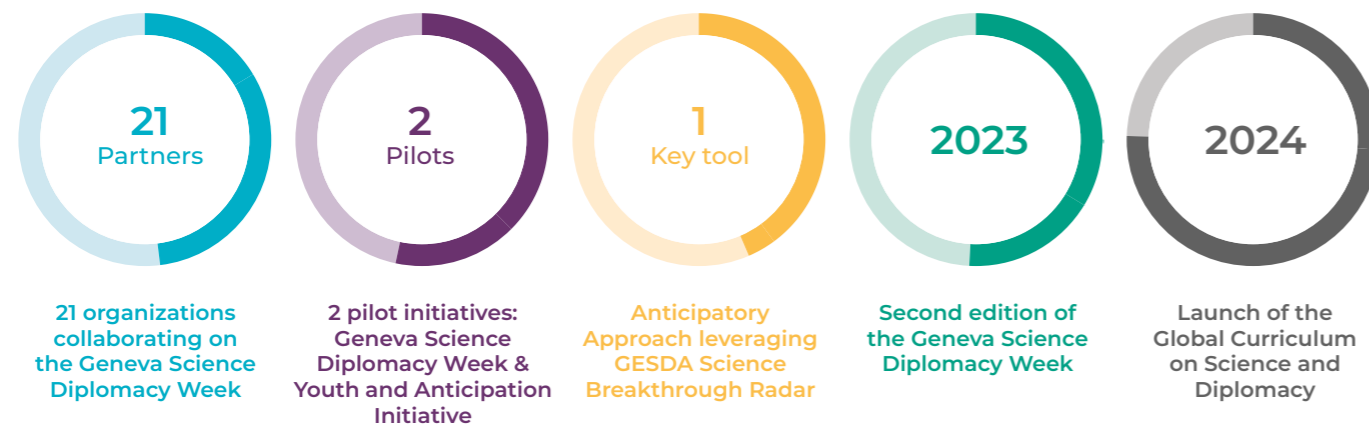 21
Partners
21 organizations
collaborating on
the Geneva Science
Diplomacy Week
2
Pilots
2 pilot initiatives:
Geneva Science
Diplomacy Week &
Youth and Anticipation
Initiative
1
Key tool
Anticipatory
Approach leveraging
GESDA Science
Breakthrough Radar
2023
Second edition of
the Geneva Science
Diplomacy Week
2024
Launch of the
Global Curriculum
on Science and
Diplomacy